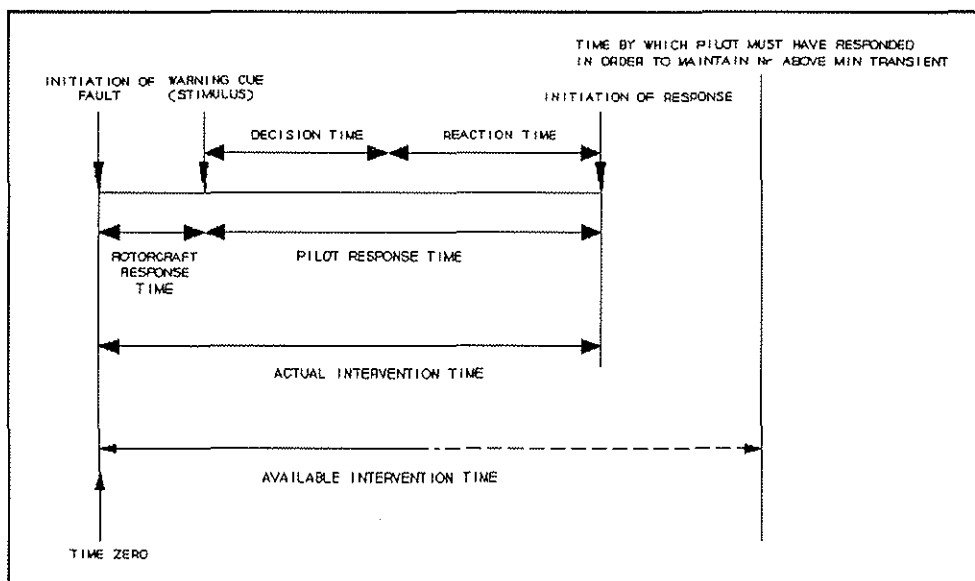 TIME BY WHICH PILOT MUST HAVE RESPONDED
IN ORDER TO MAINTAIN Nr ABOVE MIN TRANSIENT
INITIATION OF
FAULT
WARNING CUE
(STIMULUS)
INITIATION OF RESPONSE
DECISION TIME
REACTION TIME
ROTORCRAFT
RESPONSE
TIME
PILOT RESPONSE TIME
ACTUAL INTERVENTION TIME
AVAILABLE INTERVENTION TIME
TIME ZERO